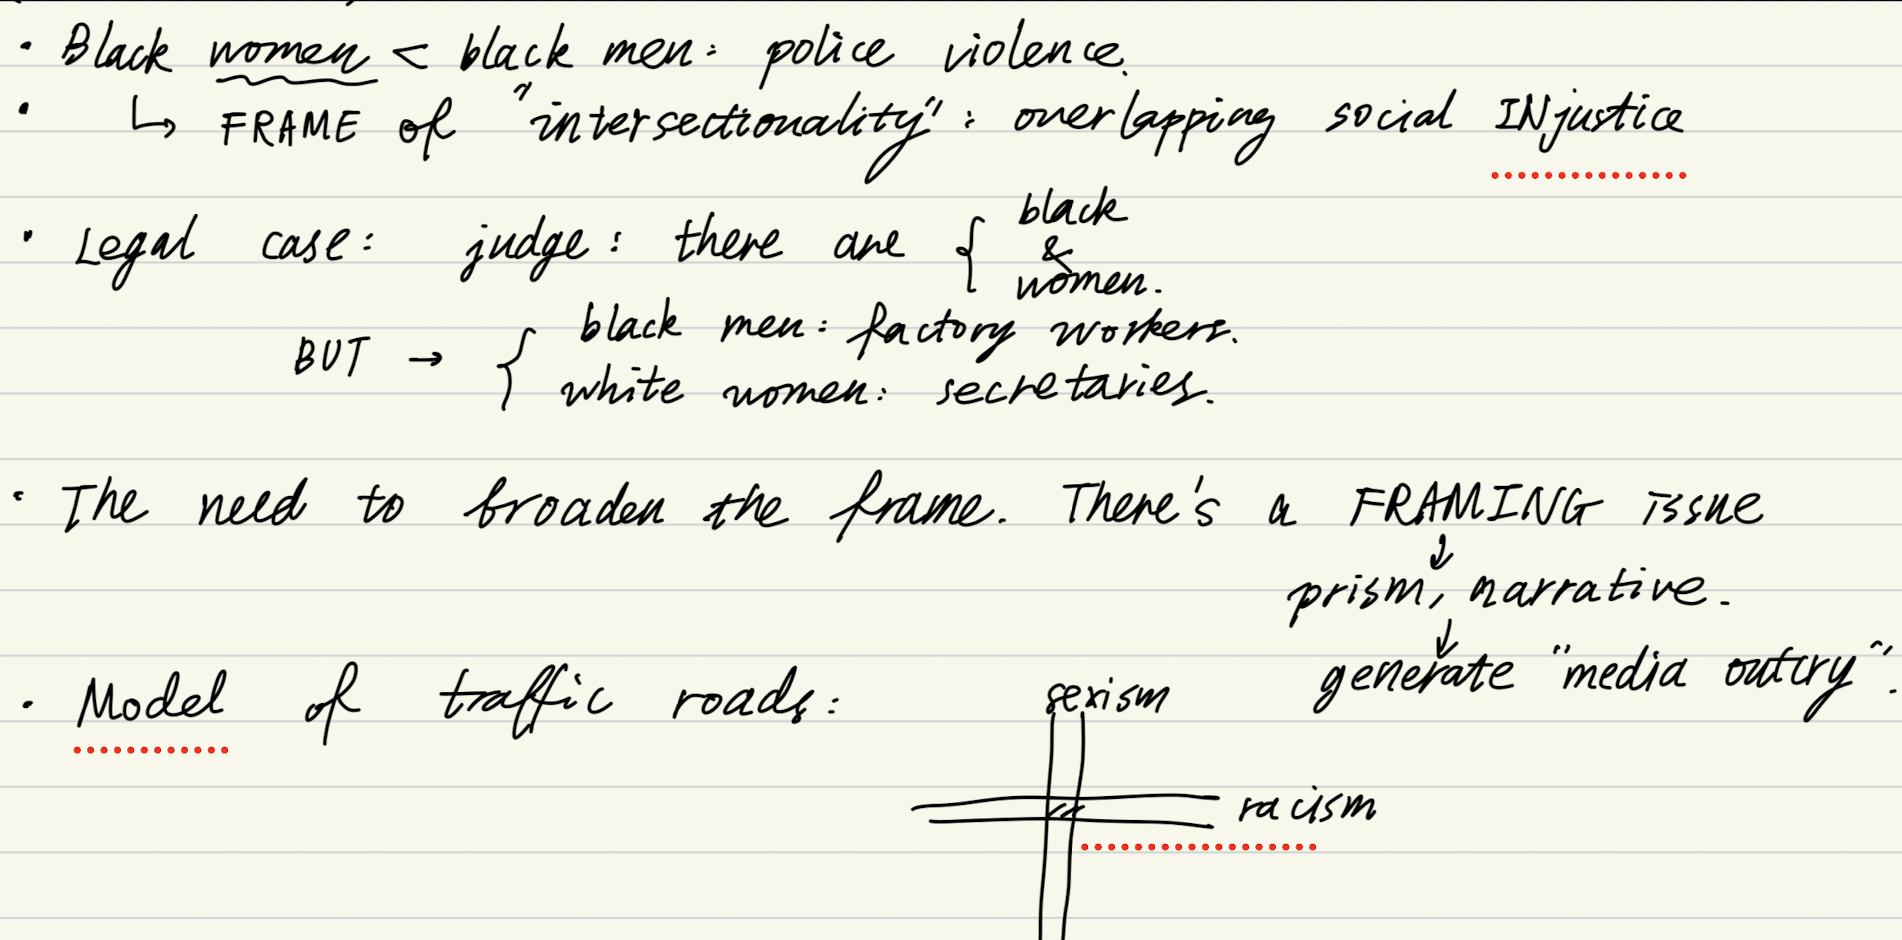 · Black women < black men: police violence.
· ↳ FRAME of "intersectionality": overlapping social INjustice
· Legal case: judge: there are { black
&
women.
BUT → { black men: factory workers.
white women: secretaries.
· The need to broaden the frame. There's a FRAMING issue
↓
prism, narrative.
↓
generate "media outcry".
· Model of traffic roads: sexism
racism